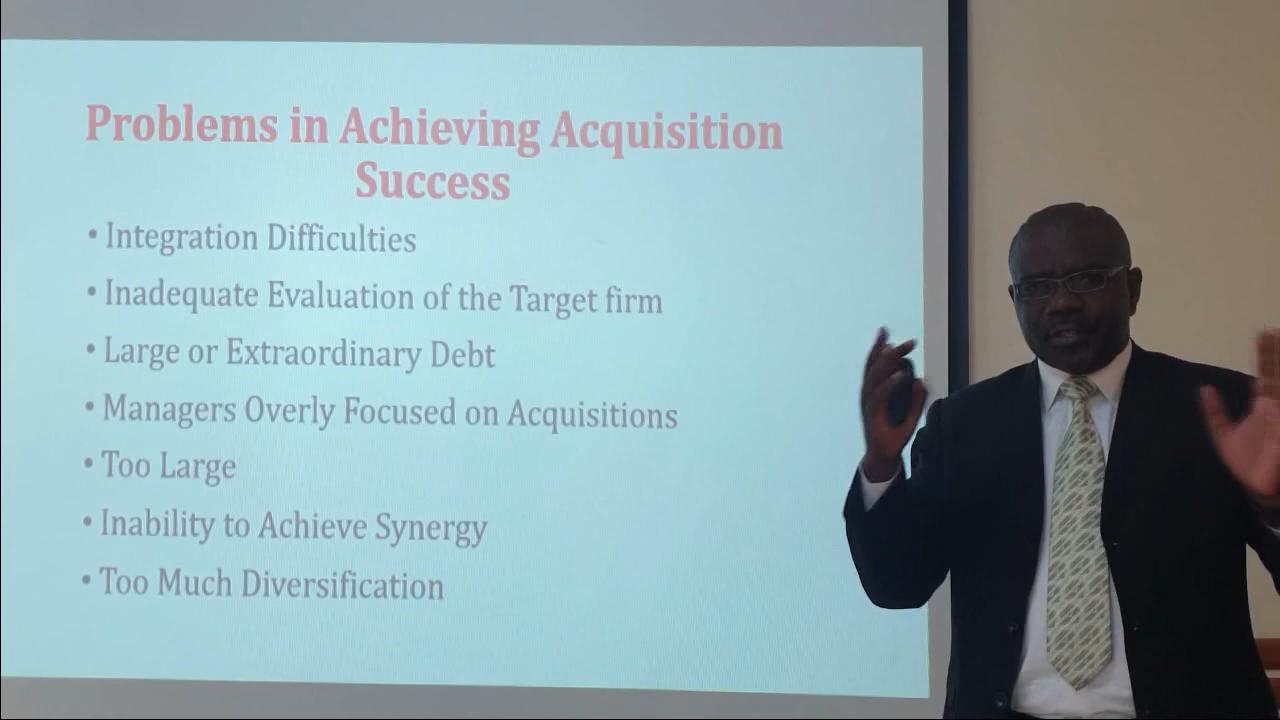 Problems in Achieving Acquisition
Success
• Integration Difficulties
• Inadequate Evaluation of the Target firm
• Large or Extraordinary Debt
• Managers Overly Focused on Acquisitions
• Too Large
• Inability to Achieve Synergy
• Too Much Diversification